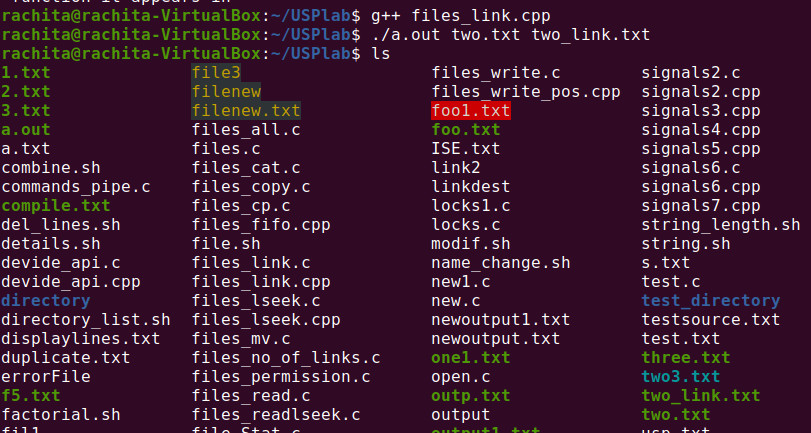 function it appears in
rachita@rachita-VirtualBox:~/USPlab$ g++ files_link.cpp
rachita@rachita-VirtualBox:~/USPlab$ ./a.out two.txt two_link.txt
rachita@rachita-VirtualBox:~/USPlab$ ls
1.txt file3 files_write.c signals2.c
2.txt filenew files_write_pos.cpp signals2.cpp
3.txt filenew.txt foo1.txt signals3.cpp
a.out files_all.c foo.txt signals4.cpp
a.txt files.c ISE.txt signals5.cpp
combine.sh files_cat.c link2 signals6.c
commands_pipe.c files_copy.c linkdest signals6.cpp
compile.txt files_cp.c locks1.c signals7.cpp
del_lines.sh files_fifo.cpp locks.c string_length.sh
details.sh file.sh modif.sh string.sh
devide_api.c files_link.c name_change.sh s.txt
devide_api.cpp files_link.cpp new1.c test.c
directory files_lseek.c new.c test_directory
directory_list.sh files_lseek.cpp newoutput1.txt testsource.txt
displaylines.txt files_mv.c newoutput.txt test.txt
duplicate.txt files_no_of_links.c one1.txt three.txt
errorFile files_permission.c open.c two3.txt
f5.txt files_read.c outp.txt two_link.txt
factorial.sh files_readlseek.c output two.txt
fil1 file_Stat.c output1.txt usp.txt